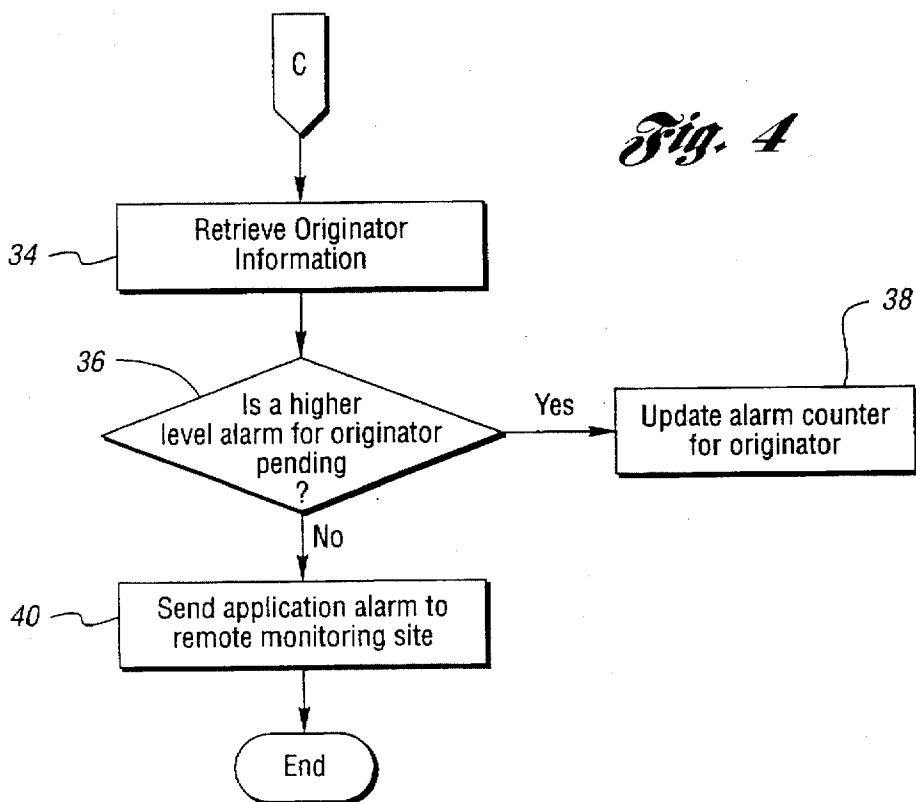 C
Fig. 4
34
Retrieve Originator
Information
36
Is a higher
level alarm for originator
pending
?
Yes
38
Update alarm counter
for originator
No
40
Send application alarm to
remote monitoring site
End